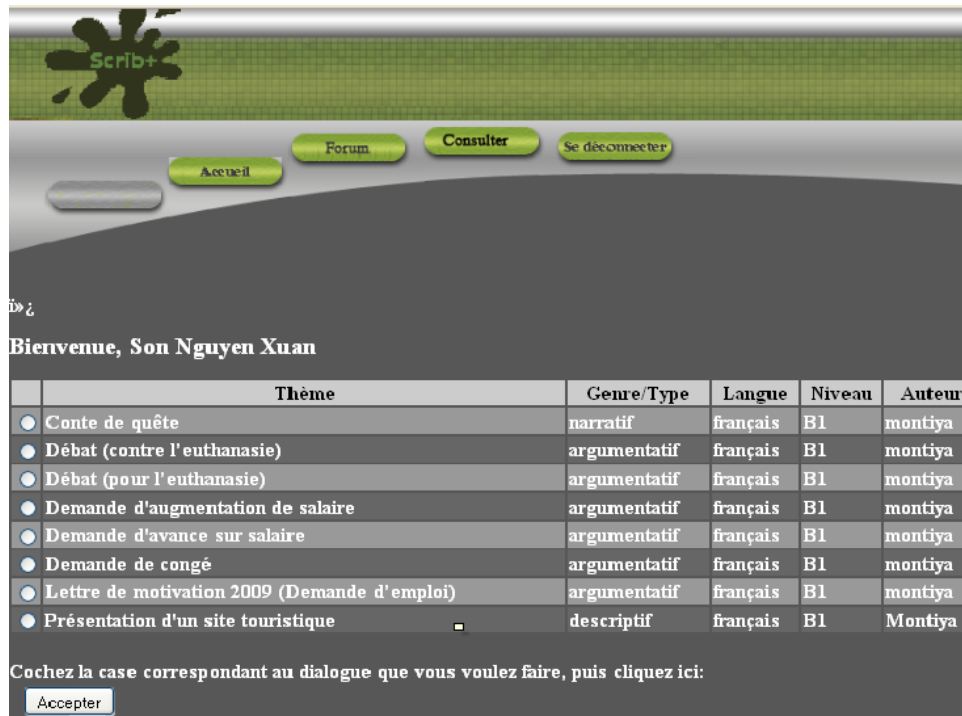 Scrib+
Accueil
Forum
Consulter
Se déconnecter
ï»¿
Bienvenue, Son Nguyen Xuan
Thème Genre/Type Langue Niveau Auteur
Conte de quête narratif français B1 montiya
Débat (contre l'euthanasie) argumentatif français B1 montiya
Débat (pour l'euthanasie) argumentatif français B1 montiya
Demande d'augmentation de salaire argumentatif français B1 montiya
Demande d'avance sur salaire argumentatif français B1 montiya
Demande de congé argumentatif français B1 montiya
Lettre de motivation 2009 (Demande d'emploi) argumentatif français B1 montiya
Présentation d'un site touristique descriptif français B1 Montiya
Cochez la case correspondant au dialogue que vous voulez faire, puis cliquez ici:
Accepter